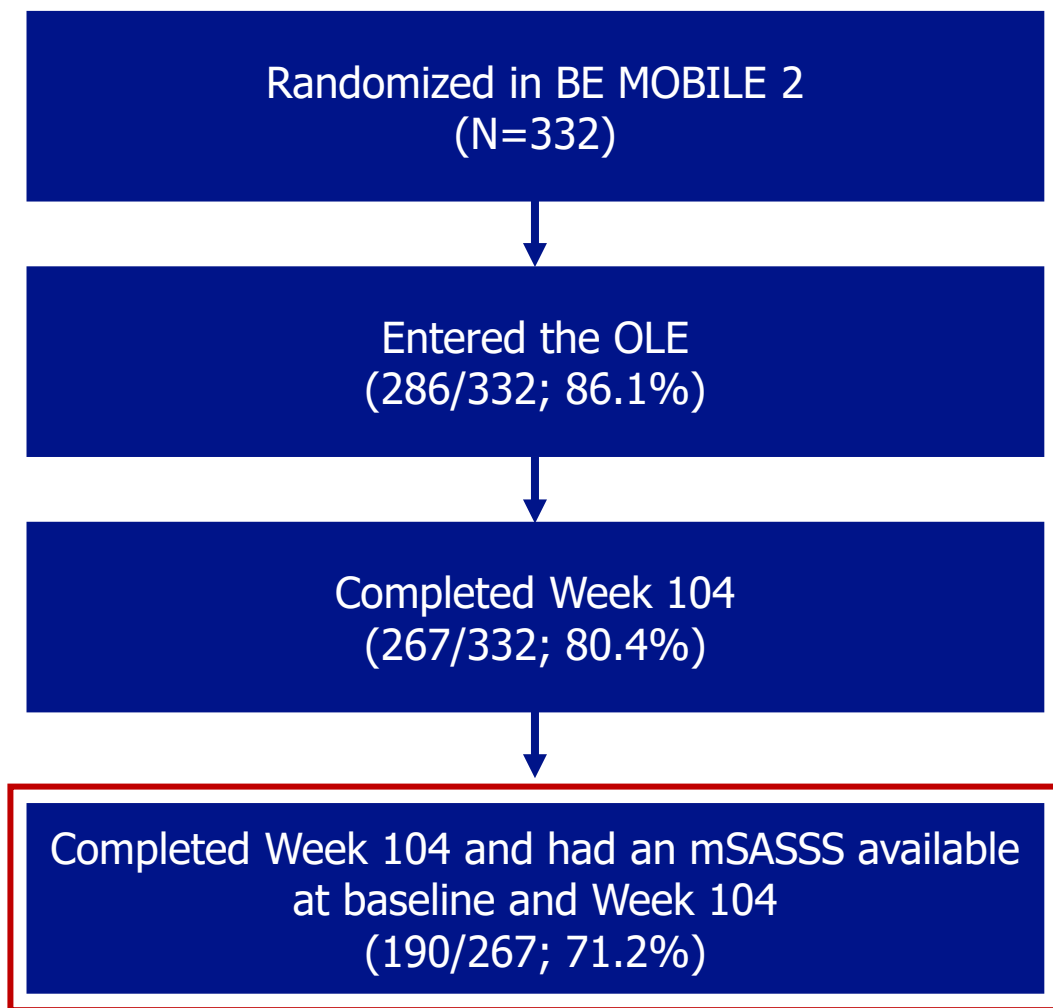 Randomized in BE MOBILE 2
(N=332)
Entered the OLE
(286/332; 86.1%)
Completed Week 104
(267/332; 80.4%)
Completed Week 104 and had an mSASSS available
at baseline and Week 104
(190/267; 71.2%)